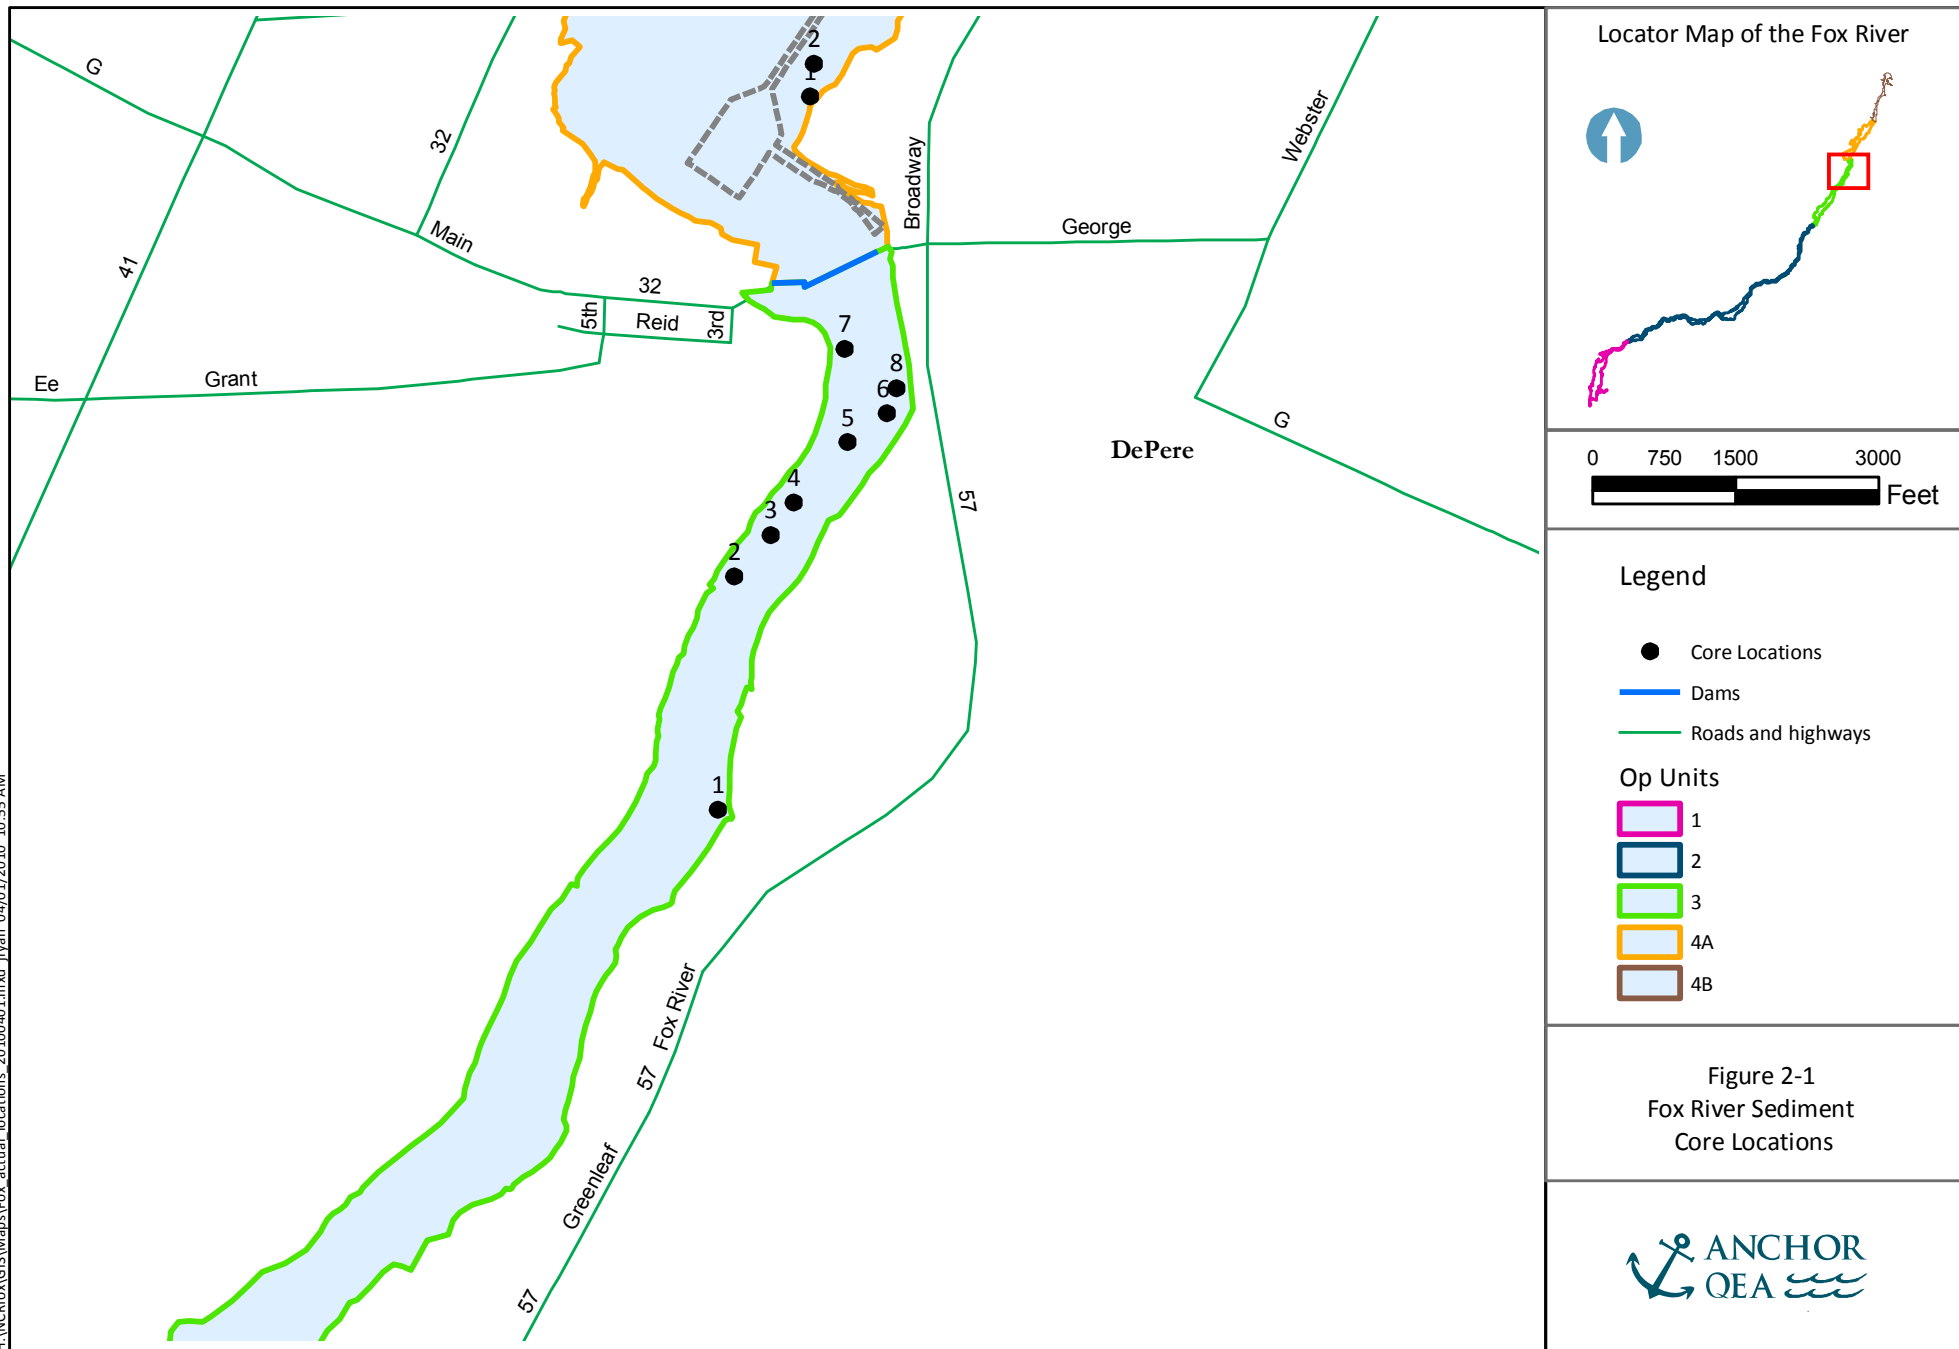 G
41
32
Main
32
5th
Reid
3rd
Ee
Grant
2
1
Broadway
George
Webster
G
DePere
57
7
8
6
5
4
3
2
1
Fox River
57
Greenleaf
57
Locator Map of the Fox River
0 750 1500 3000
Feet
Legend
Core Locations
Dams
Roads and highways
Op Units
1
2
3
4A
4B
Figure 2-1
Fox River Sediment
Core Locations
ANCHOR
QEA